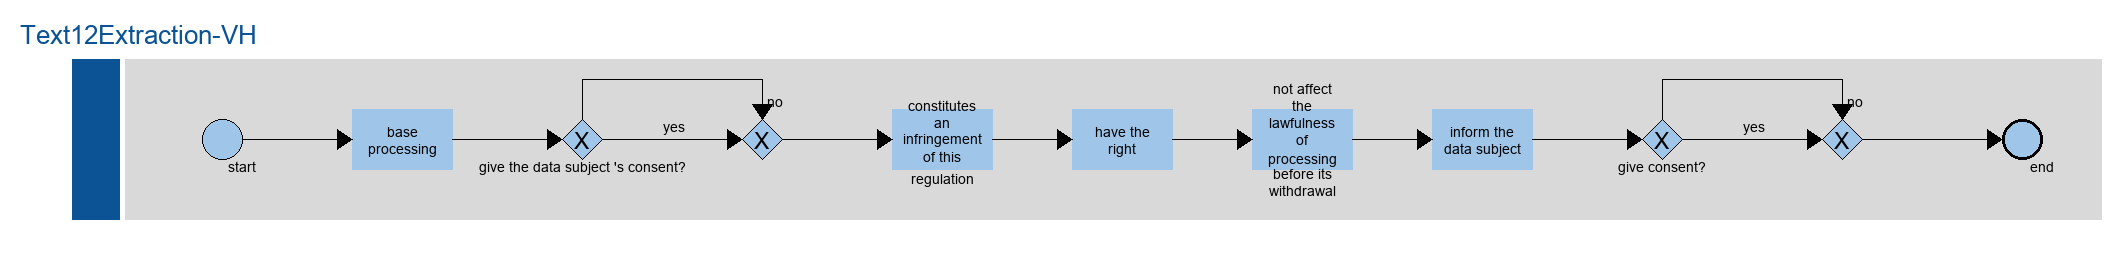 Text12Extraction-VH
start
base
processing
X
give the data subject 's consent?
yes
no
X
constitutes
an
infringement
of this
regulation
have the
right
not affect
the
lawfulness
of
processing
before its
withdrawal
inform the
data subject
X
give consent?
yes
no
X
end